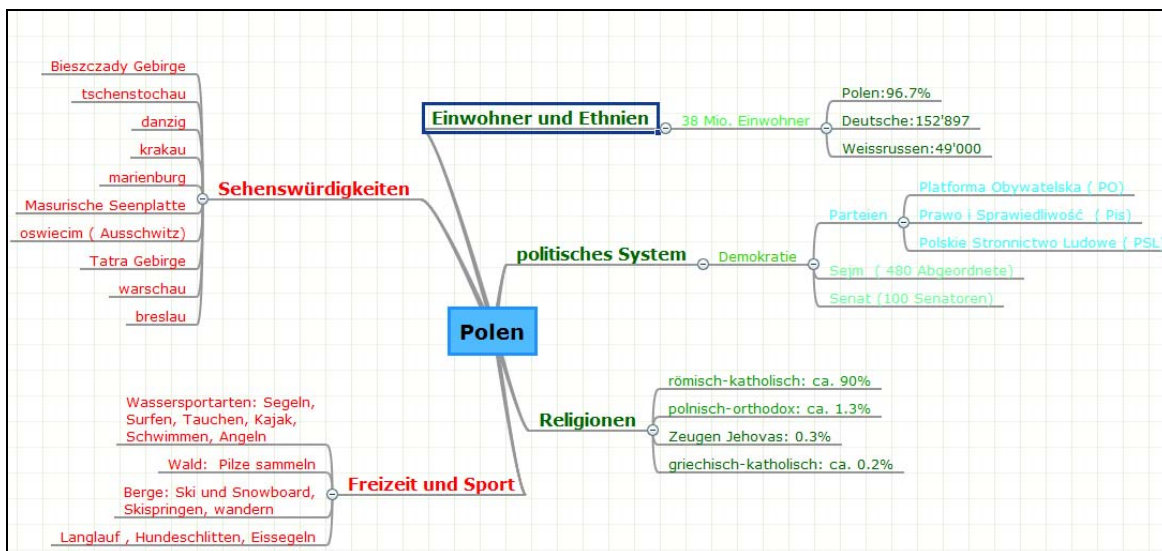 Bieszczady Gebirge
tschenstochau
danzig
krakau
marienburg
Masurische Seenplatte
oswiecim ( Ausschwitz)
Tatra Gebirge
warschau
breslau
Sehenswürdigkeiten
Einwohner und Ethnien
38 Mio. Einwohner
Polen:96.7%
Deutsche:152'897
Weissrussen:49'000
politisches System
Demokratie
Parteien
Platforma Obywatelska ( PO)
Prawo i Sprawiedliwość  ( Pis)
Polskie Stronnictwo Ludowe ( PSL)
Sejm  ( 480 Abgeordnete)
Senat (100 Senatoren)
Polen
Religionen
römisch-katholisch: ca. 90%
polnisch-orthodox: ca. 1.3%
Zeugen Jehovas: 0.3%
griechisch-katholisch: ca. 0.2%
Wassersportarten: Segeln,
Surfen, Tauchen, Kajak,
Schwimmen, Angeln
Wald:  Pilze sammeln
Berge: Ski und Snowboard,
Skispringen, wandern
Langlauf , Hundeschlitten, Eissegeln
Freizeit und Sport